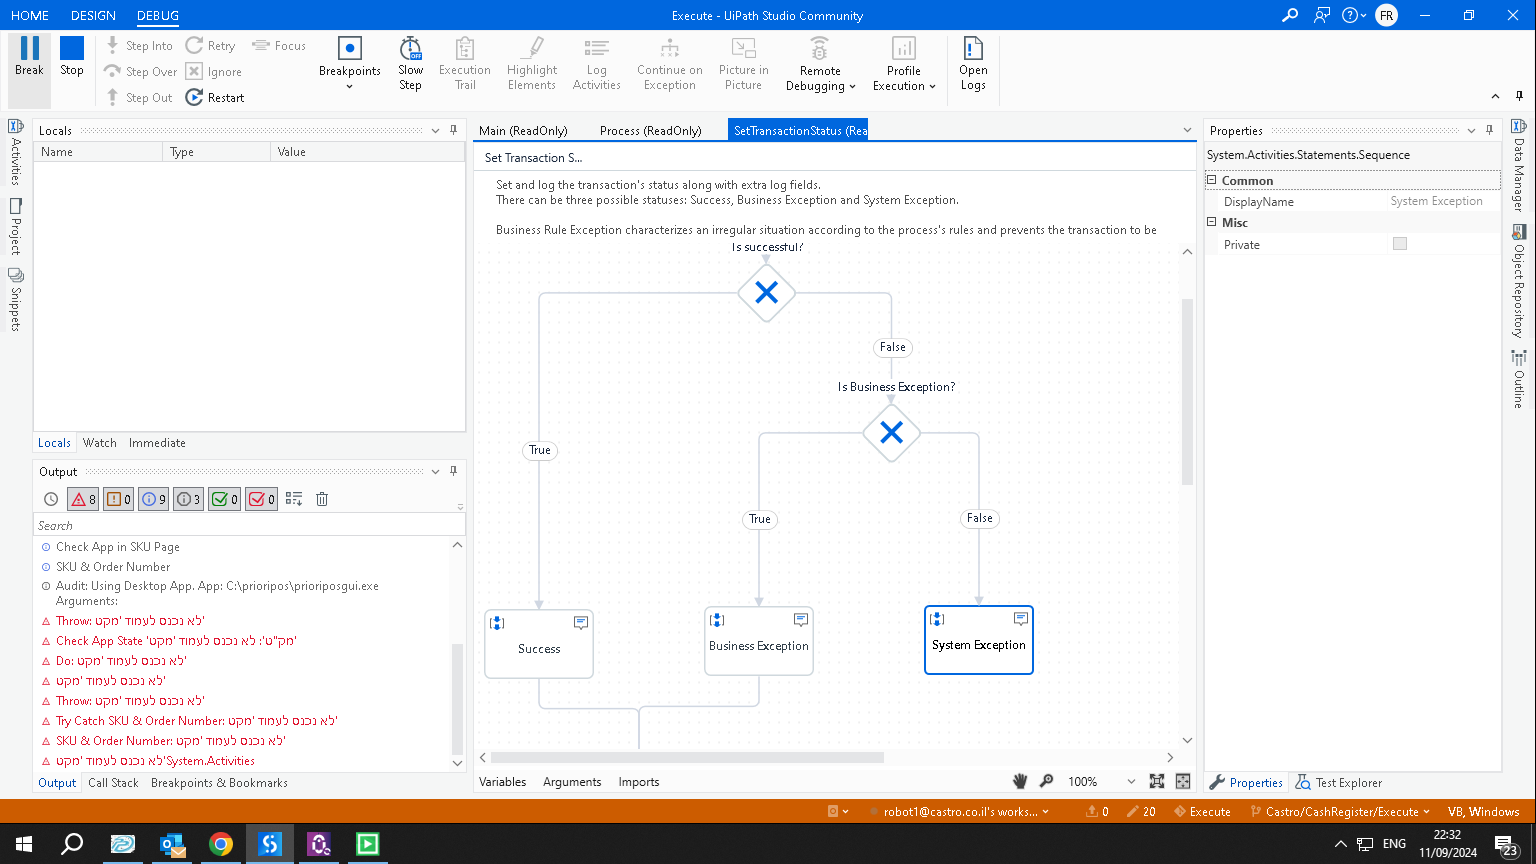 HOME DESIGN DEBUG
Execute - UiPath Studio Community
FR
Break
Stop
Step Into
Step Over
Step Out
Retry
Ignore
Restart
Focus
Breakpoints
Slow
Step
Execution
Trail
Highlight
Elements
Log
Activities
Continue on
Exception
Picture in
Picture
Remote
Debugging
Profile
Execution
Open
Logs
Activities
Project
Snippets
Locals
Name Type Value
Locals Watch Immediate
Output
8 0 9 3 0 0
Search
Check App in SKU Page
SKU & Order Number
Audit: Using Desktop App. App: C:\prioripos\prioriposgui.exe
Arguments:
Throw: לא נכנס לעמוד 'מקט'
Check App State 'מק"ט': לא נכנס לעמוד 'מקט'
Do: לא נכנס לעמוד 'מקט'
לא נכנס לעמוד 'מקט'
Throw: לא נכנס לעמוד 'מקט'
Try Catch SKU & Order Number: לא נכנס לעמוד 'מקט'
SKU & Order Number: לא נכנס לעמוד 'מקט'
לא נכנס לעמוד 'מקט'System.Activities
Output Call Stack Breakpoints & Bookmarks
Main (ReadOnly) Process (ReadOnly) SetTransactionStatus (Rea
Set Transaction S...
Set and log the transaction's status along with extra log fields.
There can be three possible statuses: Success, Business Exception and System Exception.
Business Rule Exception characterizes an irregular situation according to the process's rules and prevents the transaction to be
Is successful?
False
Is Business Exception?
True
True
False
Success
Business Exception
System Exception
Variables Arguments Imports
100%
Properties
System.Activities.Statements.Sequence
Common
DisplayName System Exception
Misc
Private
Properties Test Explorer
Data Manager
Object Repository
Outline
robot1@castro.co.il's works... 0 20 Execute Castro/CashRegister/Execute VB, Windows
ENG
22:32
11/09/2024
23